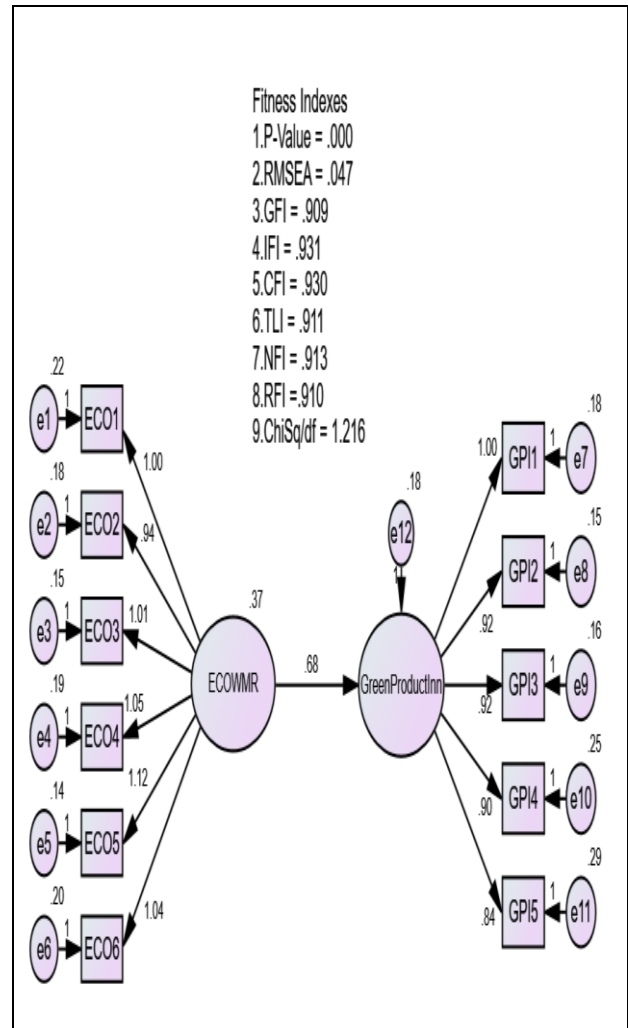 Fitness Indexes
1.P-Value = .000
2.RMSEA = .047
3.GFI = .909
4.IFI = .931
5.CFI = .930
6.TLI = .911
7.NFI = .913
8.RFI =.910
9.ChiSq/df = 1.216
.22
e1 1 ECO1
1.00
.18
e2 1 ECO2
.94
.15
e3 1 ECO3
1.01
.19
e4 1 ECO4
1.05
.14
e5 1 ECO5
1.12
.20
e6 1 ECO6
1.04
.37
ECOWMR
.68
.18
e12
1
GreenProductInn
.18
1.00 GPI1 1 e7
.15
GPI2 1 e8
.92
.16
GPI3 1 e9
.92
.25
GPI4 1 e10
.90
.29
GPI5 1 e11
.84